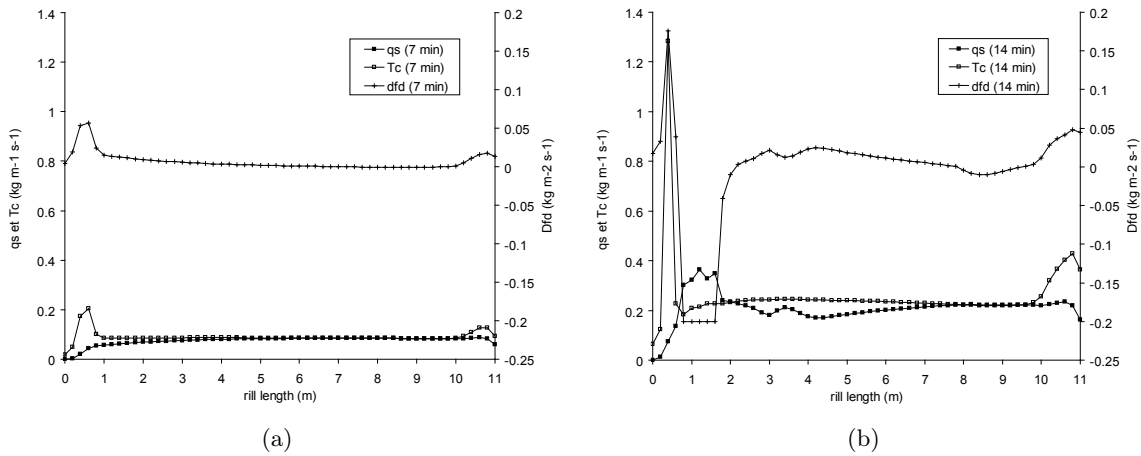 1.4
1.2
1
0.8
0.6
0.4
0.2
0
qs et Tc (kg m-1 s-1)
0.2
0.15
0.1
0.05
0
-0.05
-0.1
-0.15
-0.2
-0.25
Dfd (kg m-2 s-1)
qs (7 min)
Tc (7 min)
dfd (7 min)
0 1 2 3 4 5 6 7 8 9 10 11
rill length (m)
(a)
1.4
1.2
1
0.8
0.6
0.4
0.2
0
qs et Tc (kg m-1 s-1)
0.2
0.15
0.1
0.05
0
-0.05
-0.1
-0.15
-0.2
-0.25
Dfd (kg m-2 s-1)
qs (14 min)
Tc (14 min)
dfd (14 min)
0 1 2 3 4 5 6 7 8 9 10 11
rill length (m)
(b)